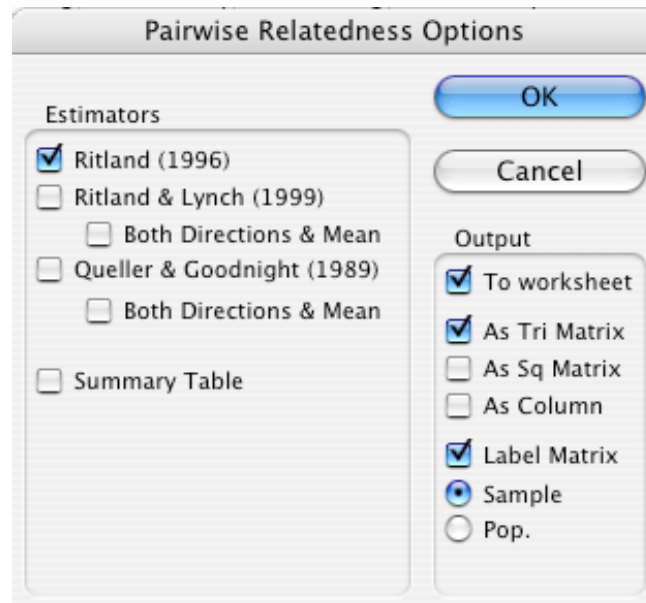 Pairwise Relatedness Options
Estimators
Ritland (1996)
Ritland & Lynch (1999)
Both Directions & Mean
Queller & Goodnight (1989)
Both Directions & Mean
Summary Table
OK
Cancel
Output
To worksheet
As Tri Matrix
As Sq Matrix
As Column
Label Matrix
Sample
Pop.